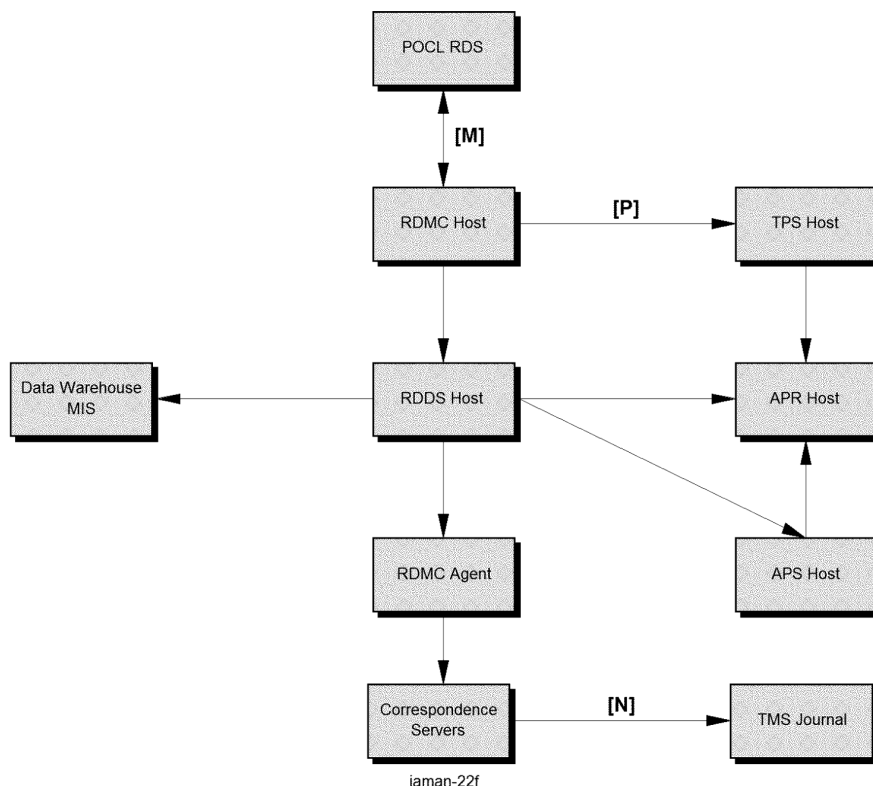 POCL RDS
[M]
RDMC Host
[P]
TPS Host
Data Warehouse
MIS
RDDS Host
APR Host
RDMC Agent
APS Host
Correspondence
Servers
[N]
TMS Journal
jaman-22f